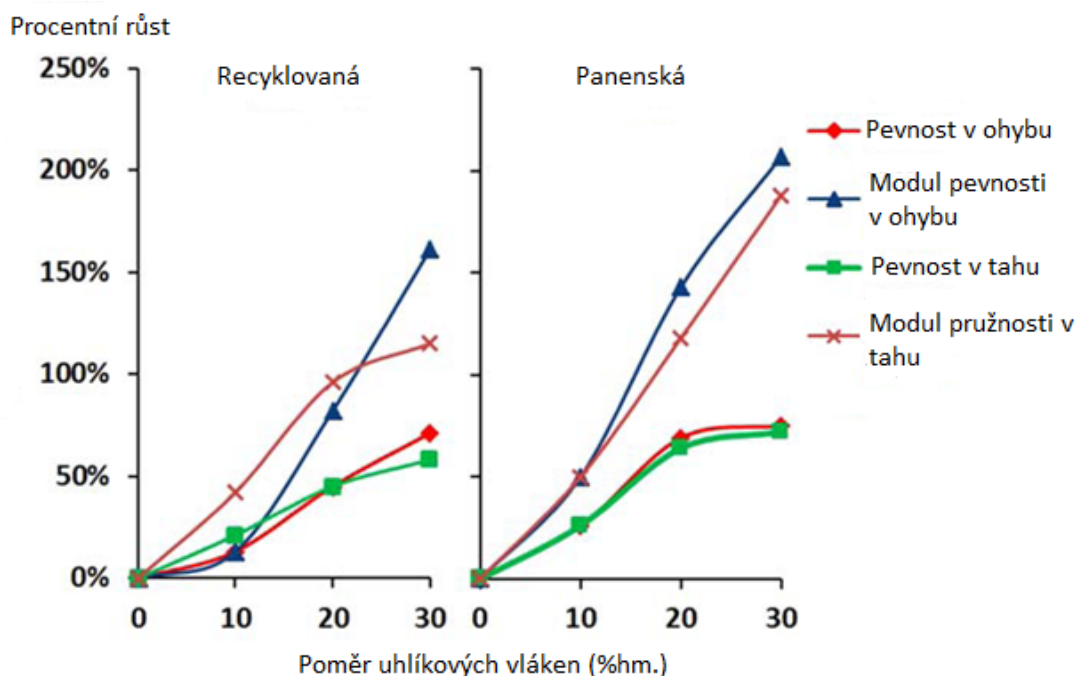 Procentní růst
Recyklovaná
Panenská
250%
200%
150%
100%
50%
0%
0 10 20 30
0 10 20 30
Poměr uhlíkových vláken (%hm.)
Pevnost v ohybu
Modul pevnosti
v ohybu
Pevnost v tahu
Modul pružnosti v
tahu